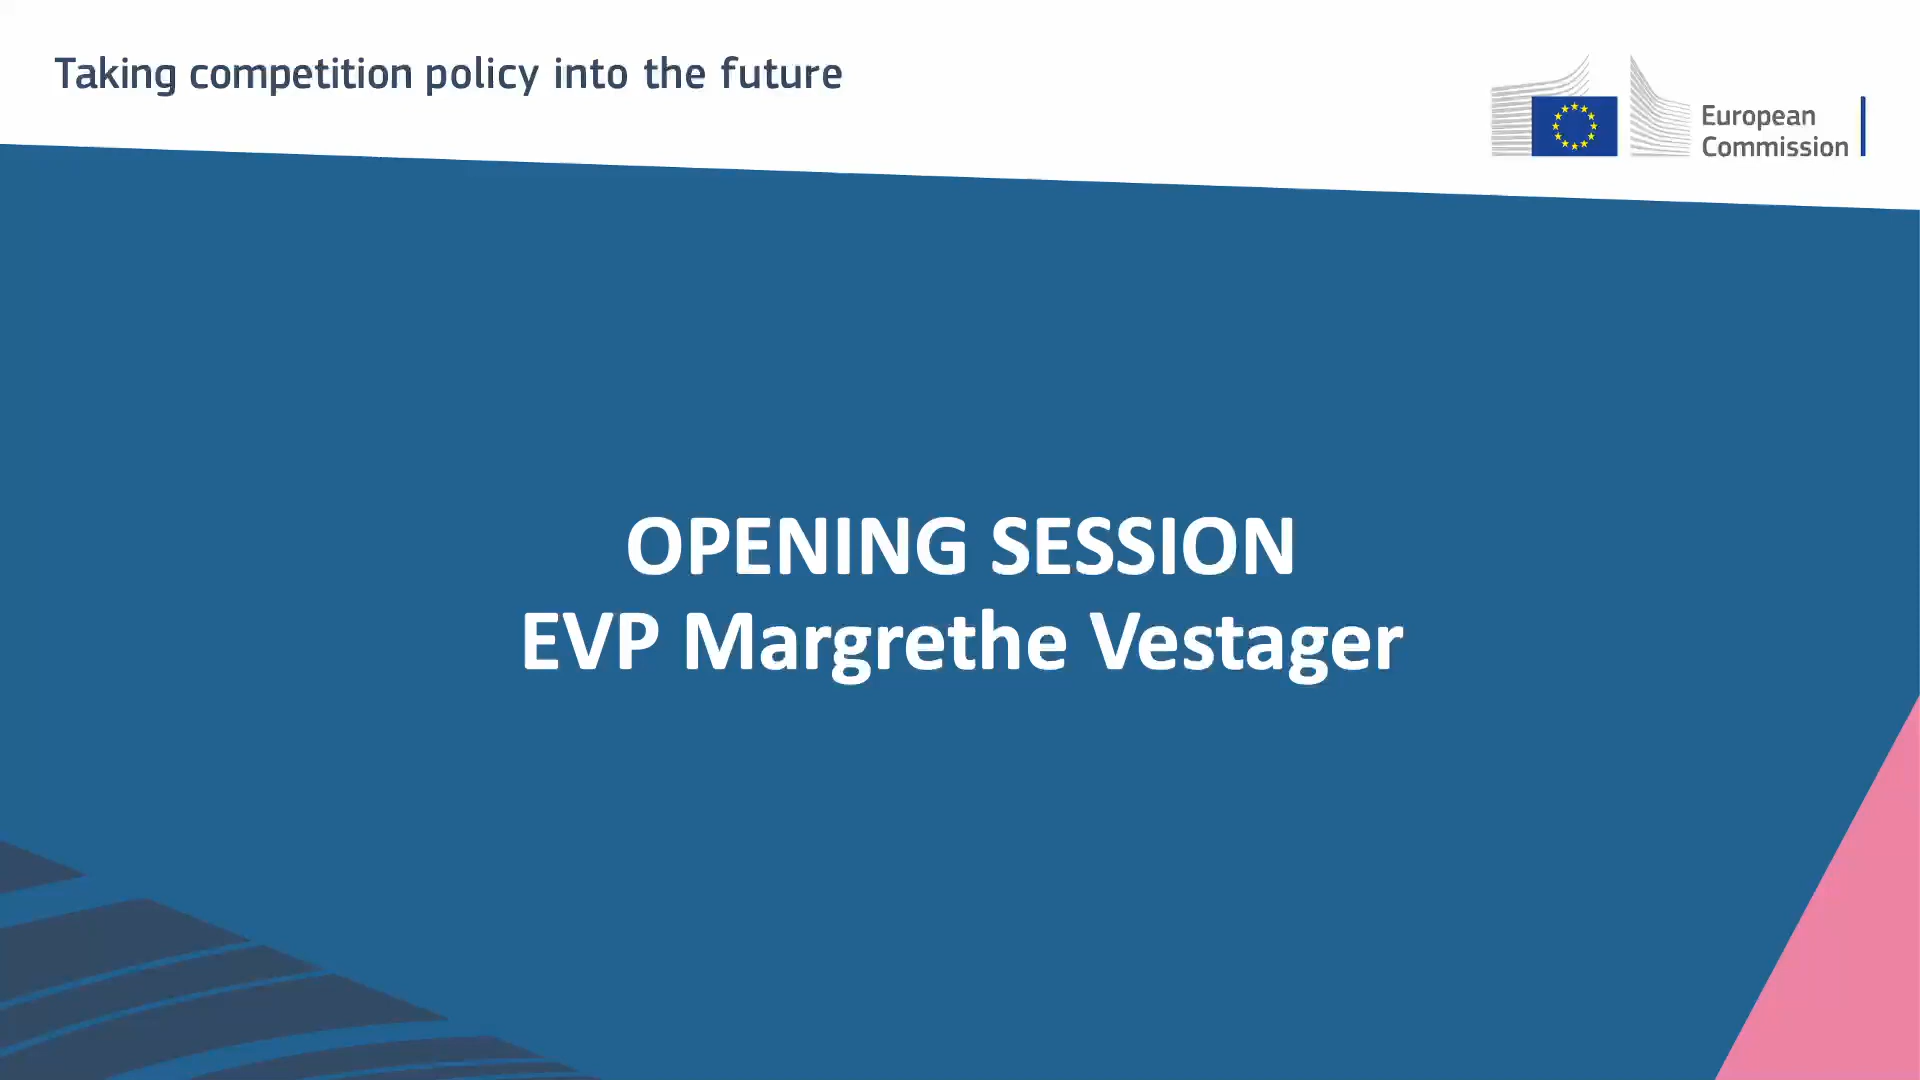 Taking competition policy into the future
European
Commission
OPENING SESSION
EVP Margrethe Vestager